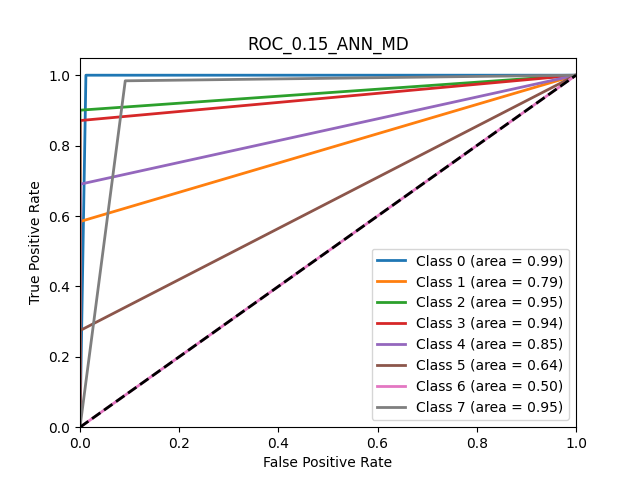 ROC_0.15_ANN_MD
True Positive Rate
1.0
0.8
0.6
0.4
0.2
0.0
Class 0 (area = 0.99)
Class 1 (area = 0.79)
Class 2 (area = 0.95)
Class 3 (area = 0.94)
Class 4 (area = 0.85)
Class 5 (area = 0.64)
Class 6 (area = 0.50)
Class 7 (area = 0.95)
0.0 0.2 0.4 0.6 0.8 1.0
False Positive Rate